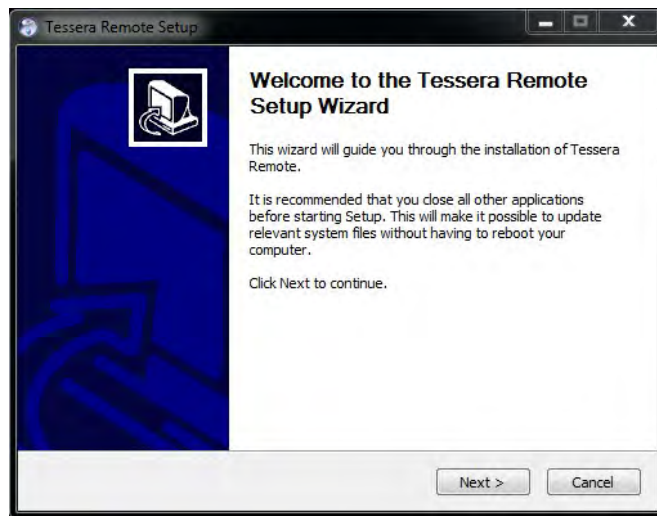 Tessera Remote Setup
Welcome to the Tessera Remote
Setup Wizard
This wizard will guide you through the installation of Tessera
Remote.
It is recommended that you close all other applications
before starting Setup. This will make it possible to update
relevant system files without having to reboot your
computer.
Click Next to continue.
Next >
Cancel